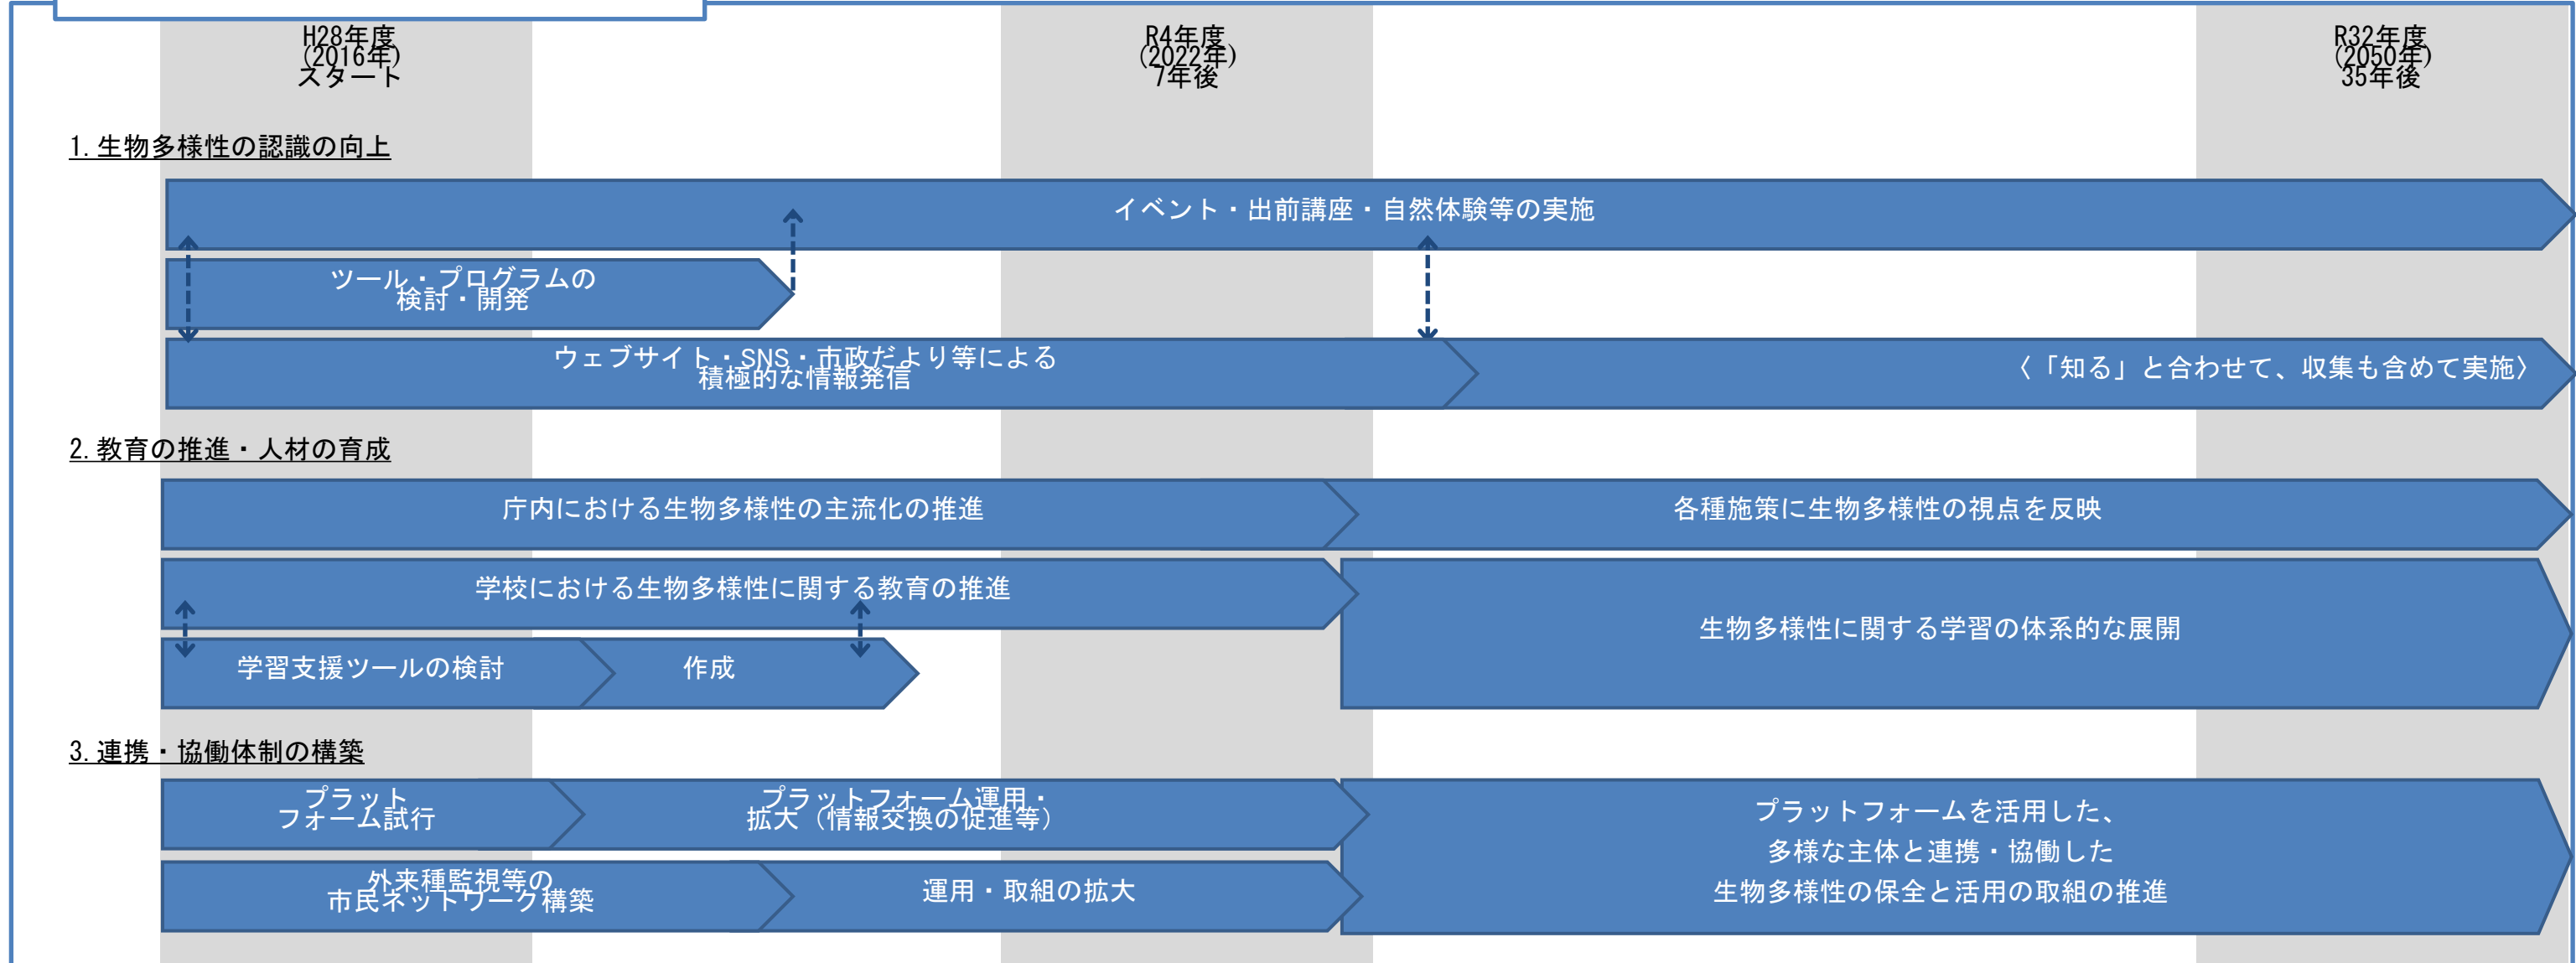 H28年度
(2016年)
スタート
R4年度
(2022年)
7年後
R32年度
(2050年)
35年後
1.生物多様性の認識の向上
イベント・出前講座・自然体験等の実施
ツール・プログラムの
検討・開発
ウェブサイト・SNS・市政だより等による
積極的な情報発信
〈「知る」と合わせて、収集も含めて実施〉
2.教育の推進・人材の育成
庁内における生物多様性の主流化の推進
各種施策に生物多様性の視点を反映
学校における生物多様性に関する教育の推進
生物多様性に関する学習の体系的な展開
学習支援ツールの検討
作成
3.連携・協働体制の構築
プラット
フォーム試行
プラットフォーム運用・
拡大（情報交換の促進等）
プラットフォームを活用した、
多様な主体と連携・協働した
生物多様性の保全と活用の取組の推進
外来種監視等の
市民ネットワーク構築
運用・取組の拡大